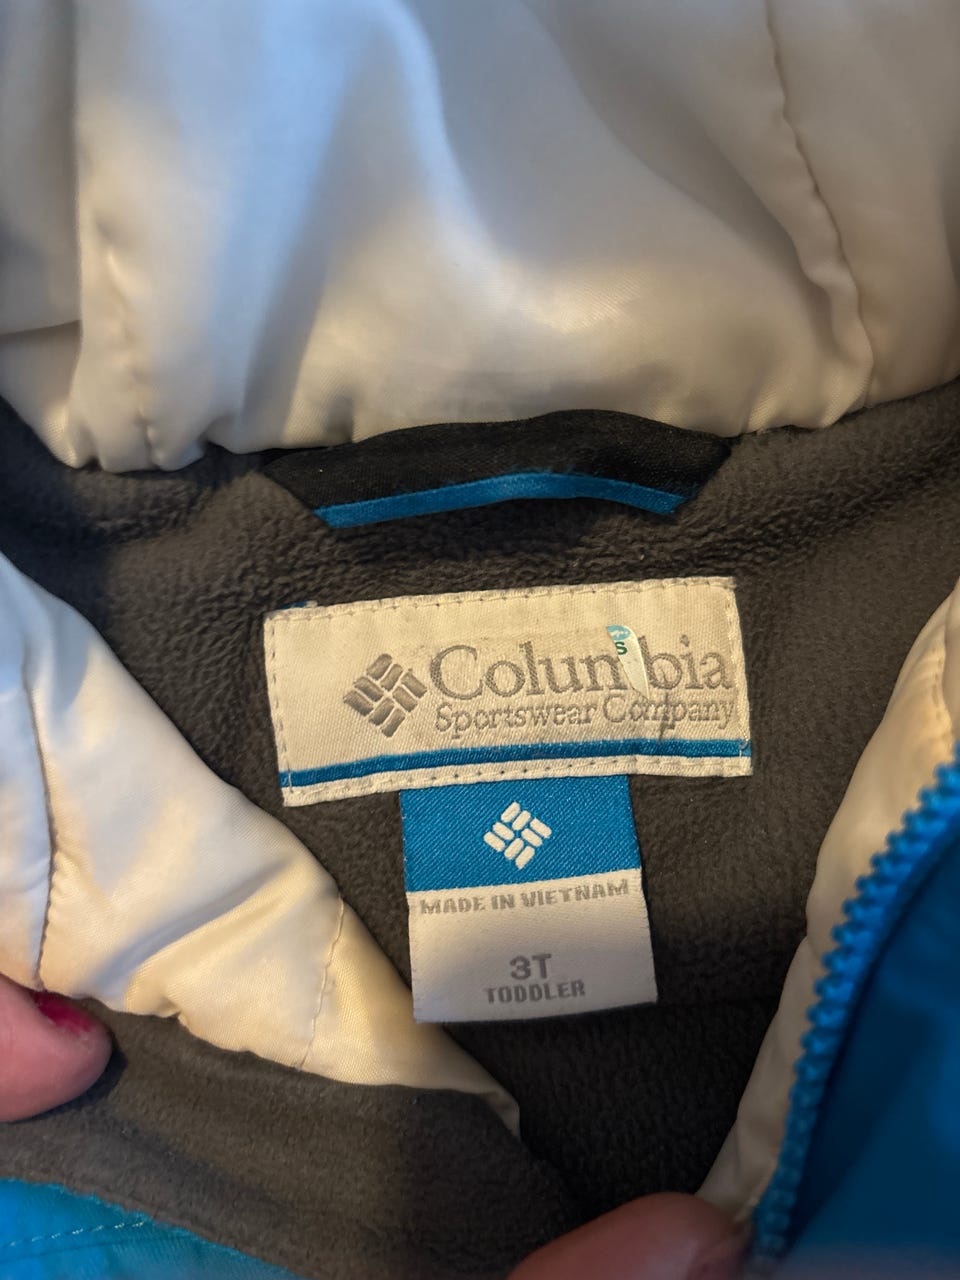 Columbia
Sportswear Company
S
MADE IN VIETNAM
3T
TODDLER